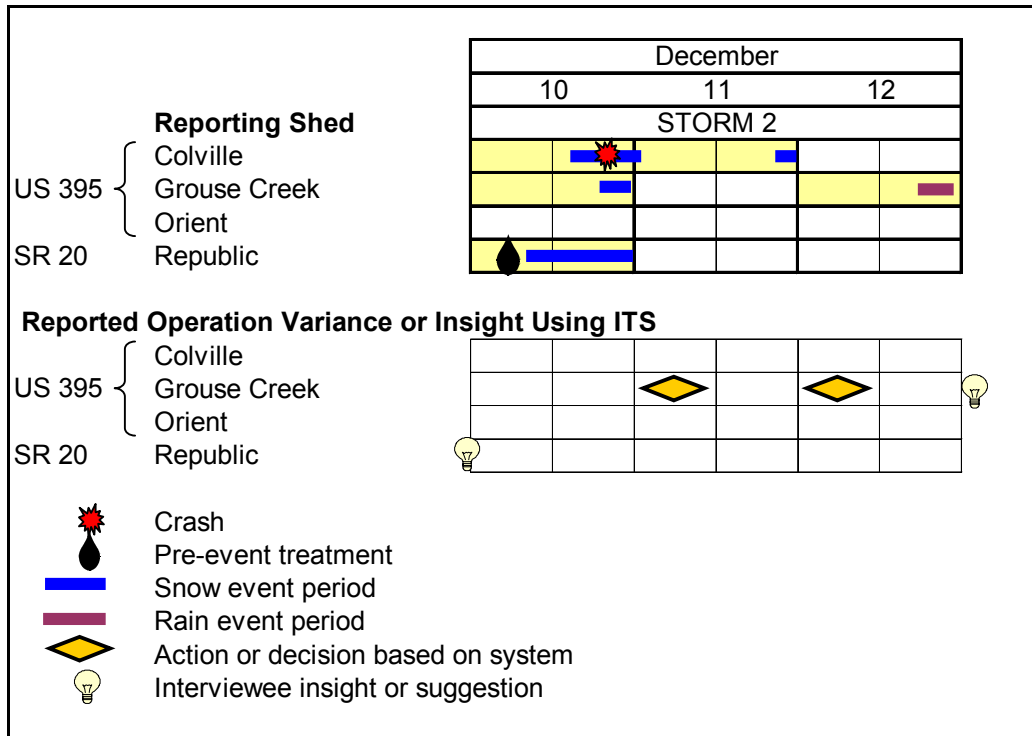 December
10 11 12
Reporting Shed STORM 2
Colville
US 395 Grouse Creek
Orient
SR 20 Republic
Reported Operation Variance or Insight Using ITS
Colville
US 395 Grouse Creek
Orient
SR 20 Republic
Crash
Pre-event treatment
Snow event period
Rain event period
Action or decision based on system
Interviewee insight or suggestion